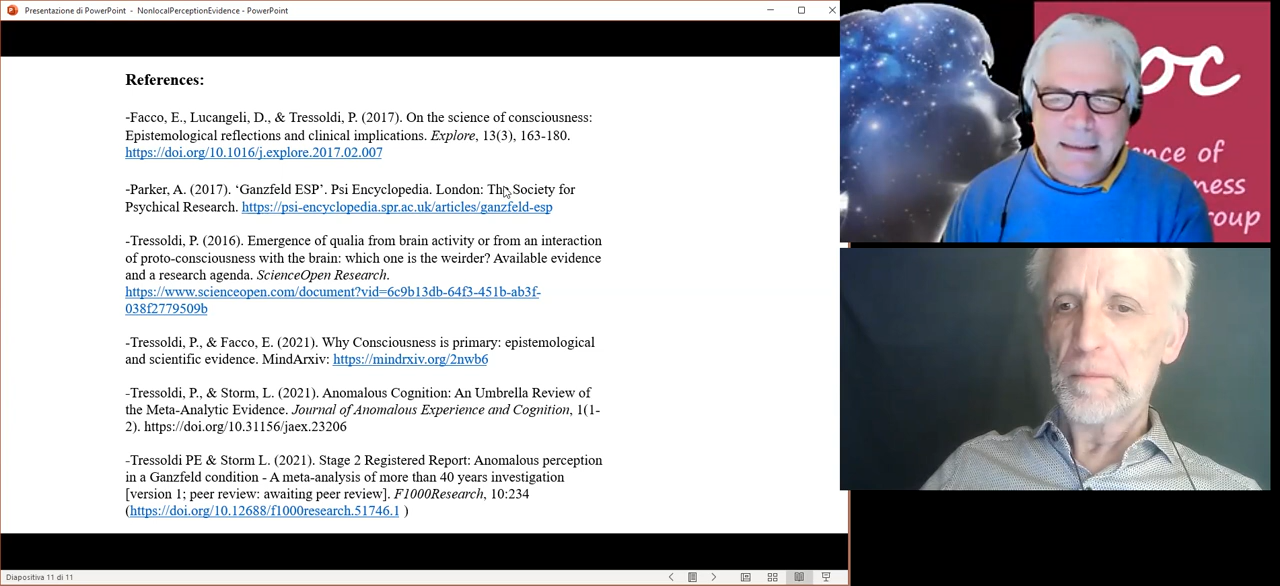 Presentazione di PowerPoint - NonlocalPerceptionEvidence - PowerPoint
References:
-Facco, E., Lucangeli, D., & Tressoldi, P. (2017). On the science of consciousness:
Epistemological reflections and clinical implications. Explore, 13(3), 163-180.
https://doi.org/10.1016/j.explore.2017.02.007
-Parker, A. (2017). ‘Ganzfeld ESP’. Psi Encyclopedia. London: The Society for
Psychical Research. https://psi-encyclopedia.spr.ac.uk/articles/ganzfeld-esp
-Tressoldi, P. (2016). Emergence of qualia from brain activity or from an interaction
of proto-consciousness with the brain: which one is the weirder? Available evidence
and a research agenda. ScienceOpen Research.
https://www.scienceopen.com/document?vid=6c9b13db-64f3-451b-ab3f-
038f2779509b
-Tressoldi, P., & Facco, E. (2021). Why Consciousness is primary: epistemological
and scientific evidence. MindArxiv: https://mindrxiv.org/2nwb6
-Tressoldi, P., & Storm, L. (2021). Anomalous Cognition: An Umbrella Review of
the Meta-Analytic Evidence. Journal of Anomalous Experience and Cognition, 1(1-
2). https://doi.org/10.31156/jaex.23206
-Tressoldi PE & Storm L. (2021). Stage 2 Registered Report: Anomalous perception
in a Ganzfeld condition - A meta-analysis of more than 40 years investigation
[version 1; peer review: awaiting peer review]. F1000Research, 10:234
(https://doi.org/10.12688/f1000research.51746.1 )
Diapositiva 11 di 11
oc
ence of
ness
roup